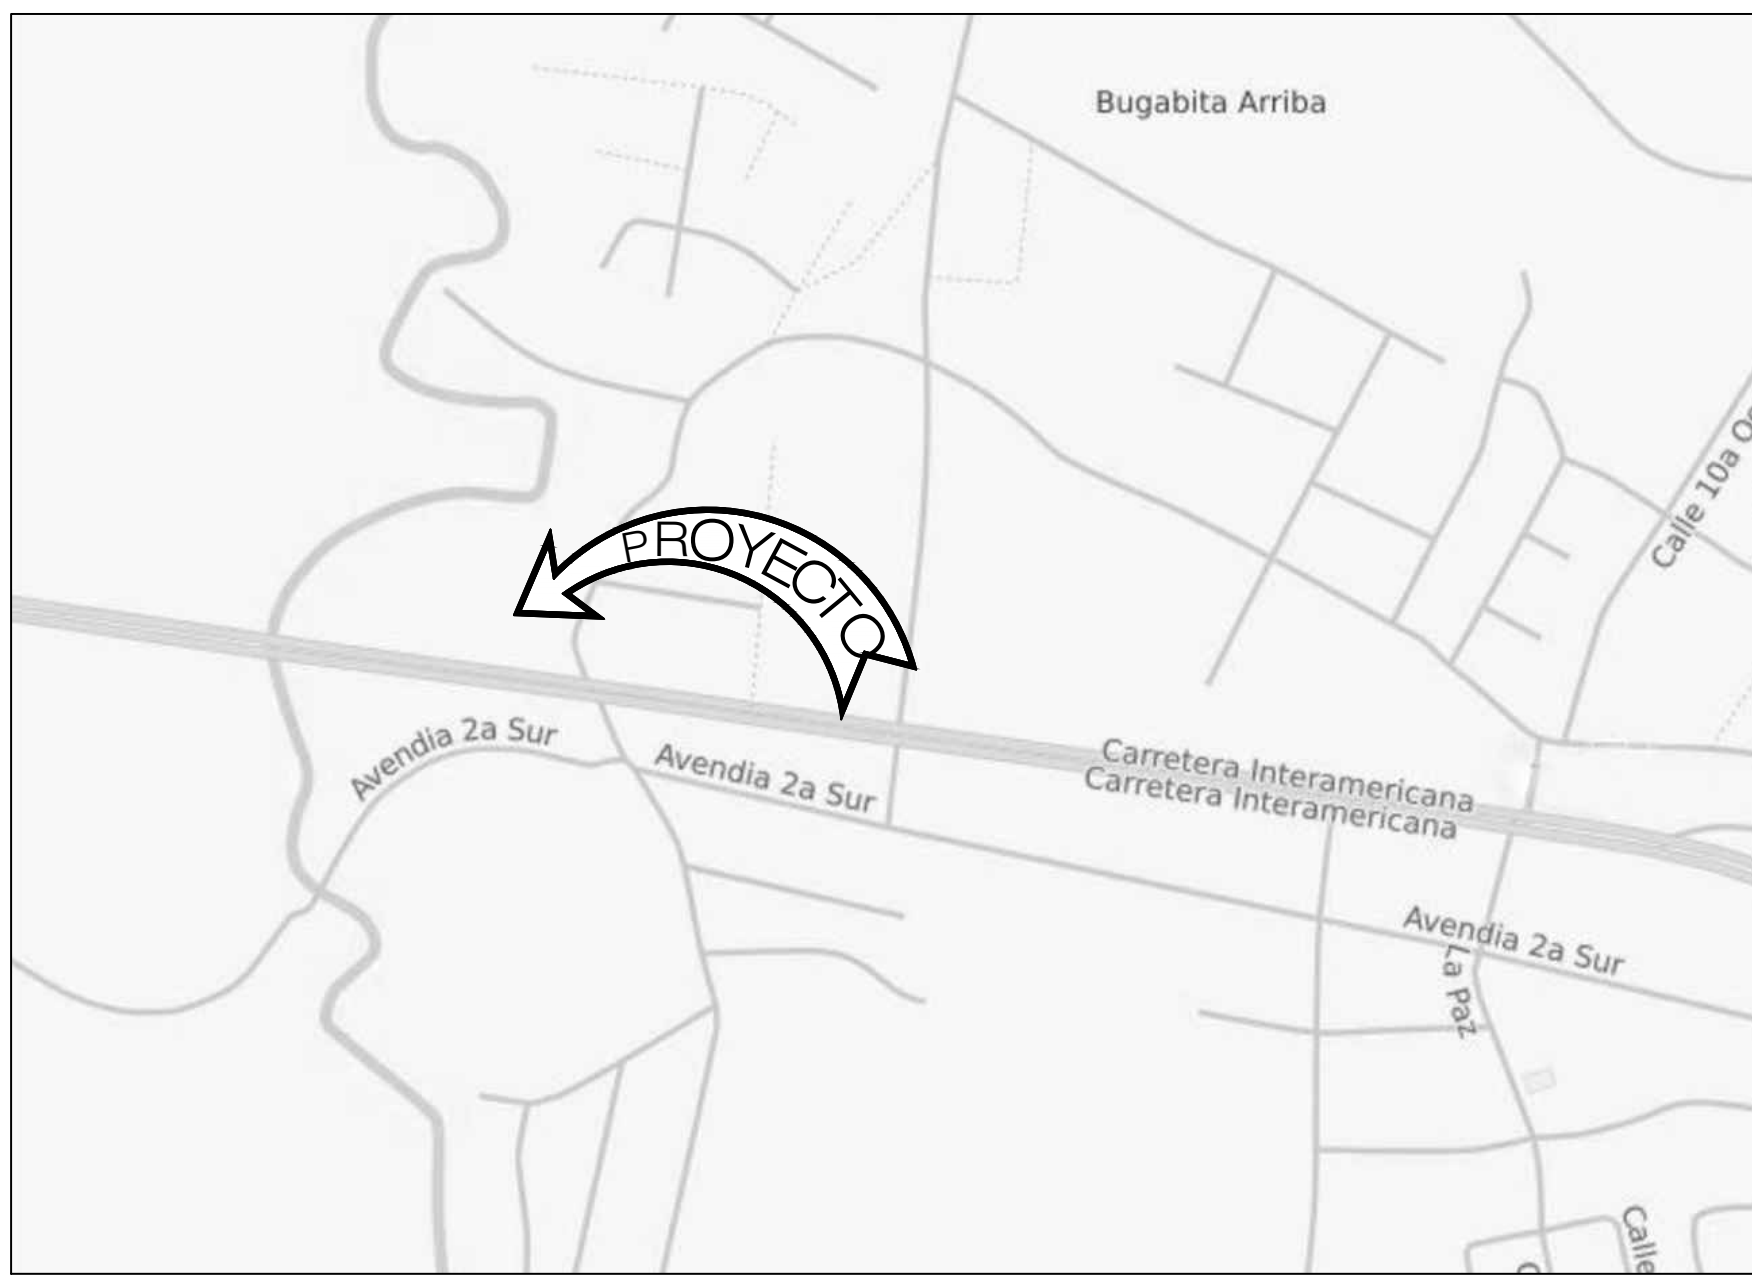 Bugabita Arriba
Calle 10a
PROYECTO
Avendia 2a Sur
Avendia 2a Sur
Carretera Interamericana
Carretera Interamericana
Avendia 2a Sur
La Paz
Calle